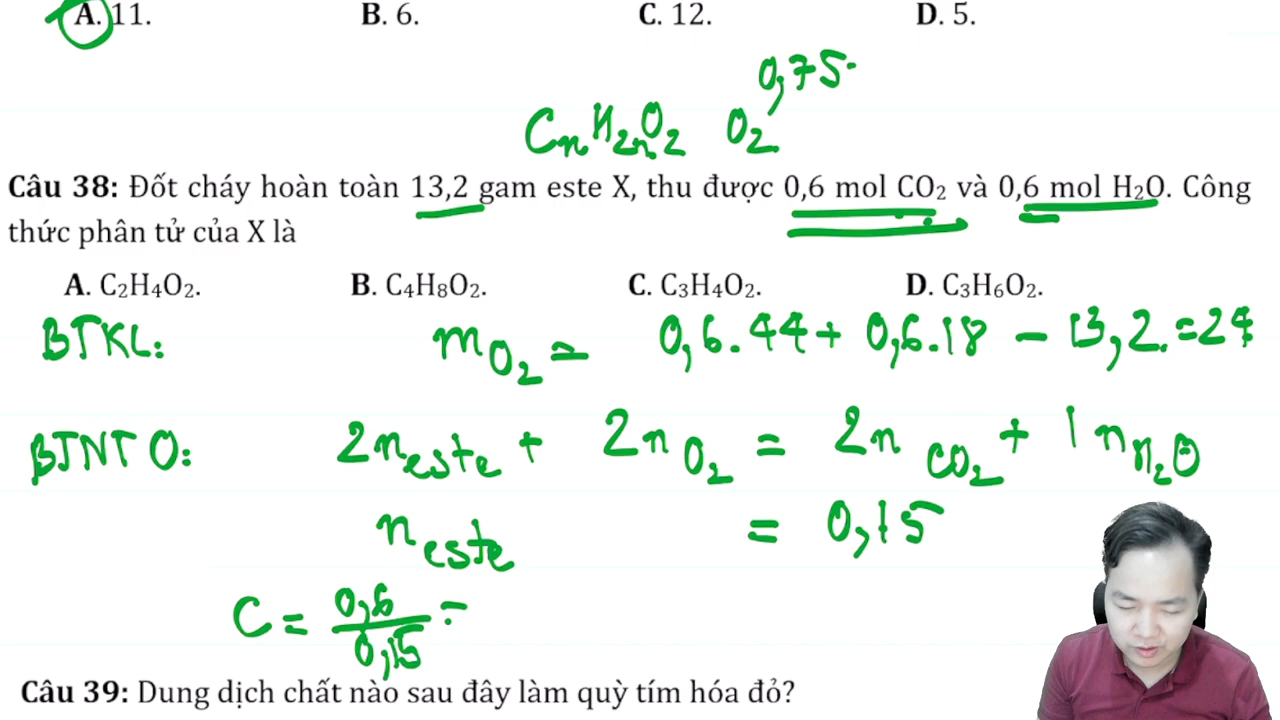 A. 11. B. 6. C. 12. D. 5.
0,75
CnH2nO2 O2
Câu 38: Đốt cháy hoàn toàn 13,2 gam este X, thu được 0,6 mol CO₂ và 0,6 mol H₂O. Công
thức phân tử của X là
A. C₂H₄O₂. B. C₄H₈O₂. C. C₃H₄O₂. D. C₃H₆O₂.
BTKL: mO2 = 0,6.44 + 0,6.18 - 13,2 = 24
BTNT O: 2neste + 2nO2 = 2nCO2 + 1nH2O
neste = 0,15
C = 0,6/0,15 =
Câu 39: Dung dịch chất nào sau đây làm quỳ tím hóa đỏ?